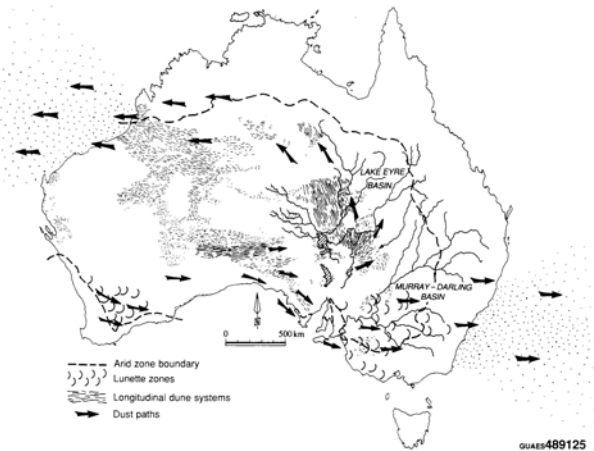 LAKE EYRE
BASIN
MURRAY-DARLING
BASIN
N
0 500 km
Arid zone boundary
Lunette zones
Longitudinal dune systems
Dust paths
GUAES489125